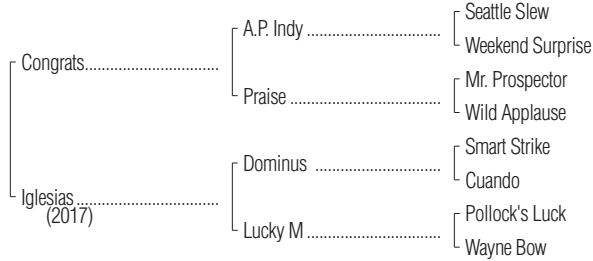 Seattle Slew
A.P. Indy
Weekend Surprise
Congrats
Mr. Prospector
Praise
Wild Applause
Smart Strike
Dominus
Cuando
Iglesias
(2017)
Pollock's Luck
Lucky M
Wayne Bow